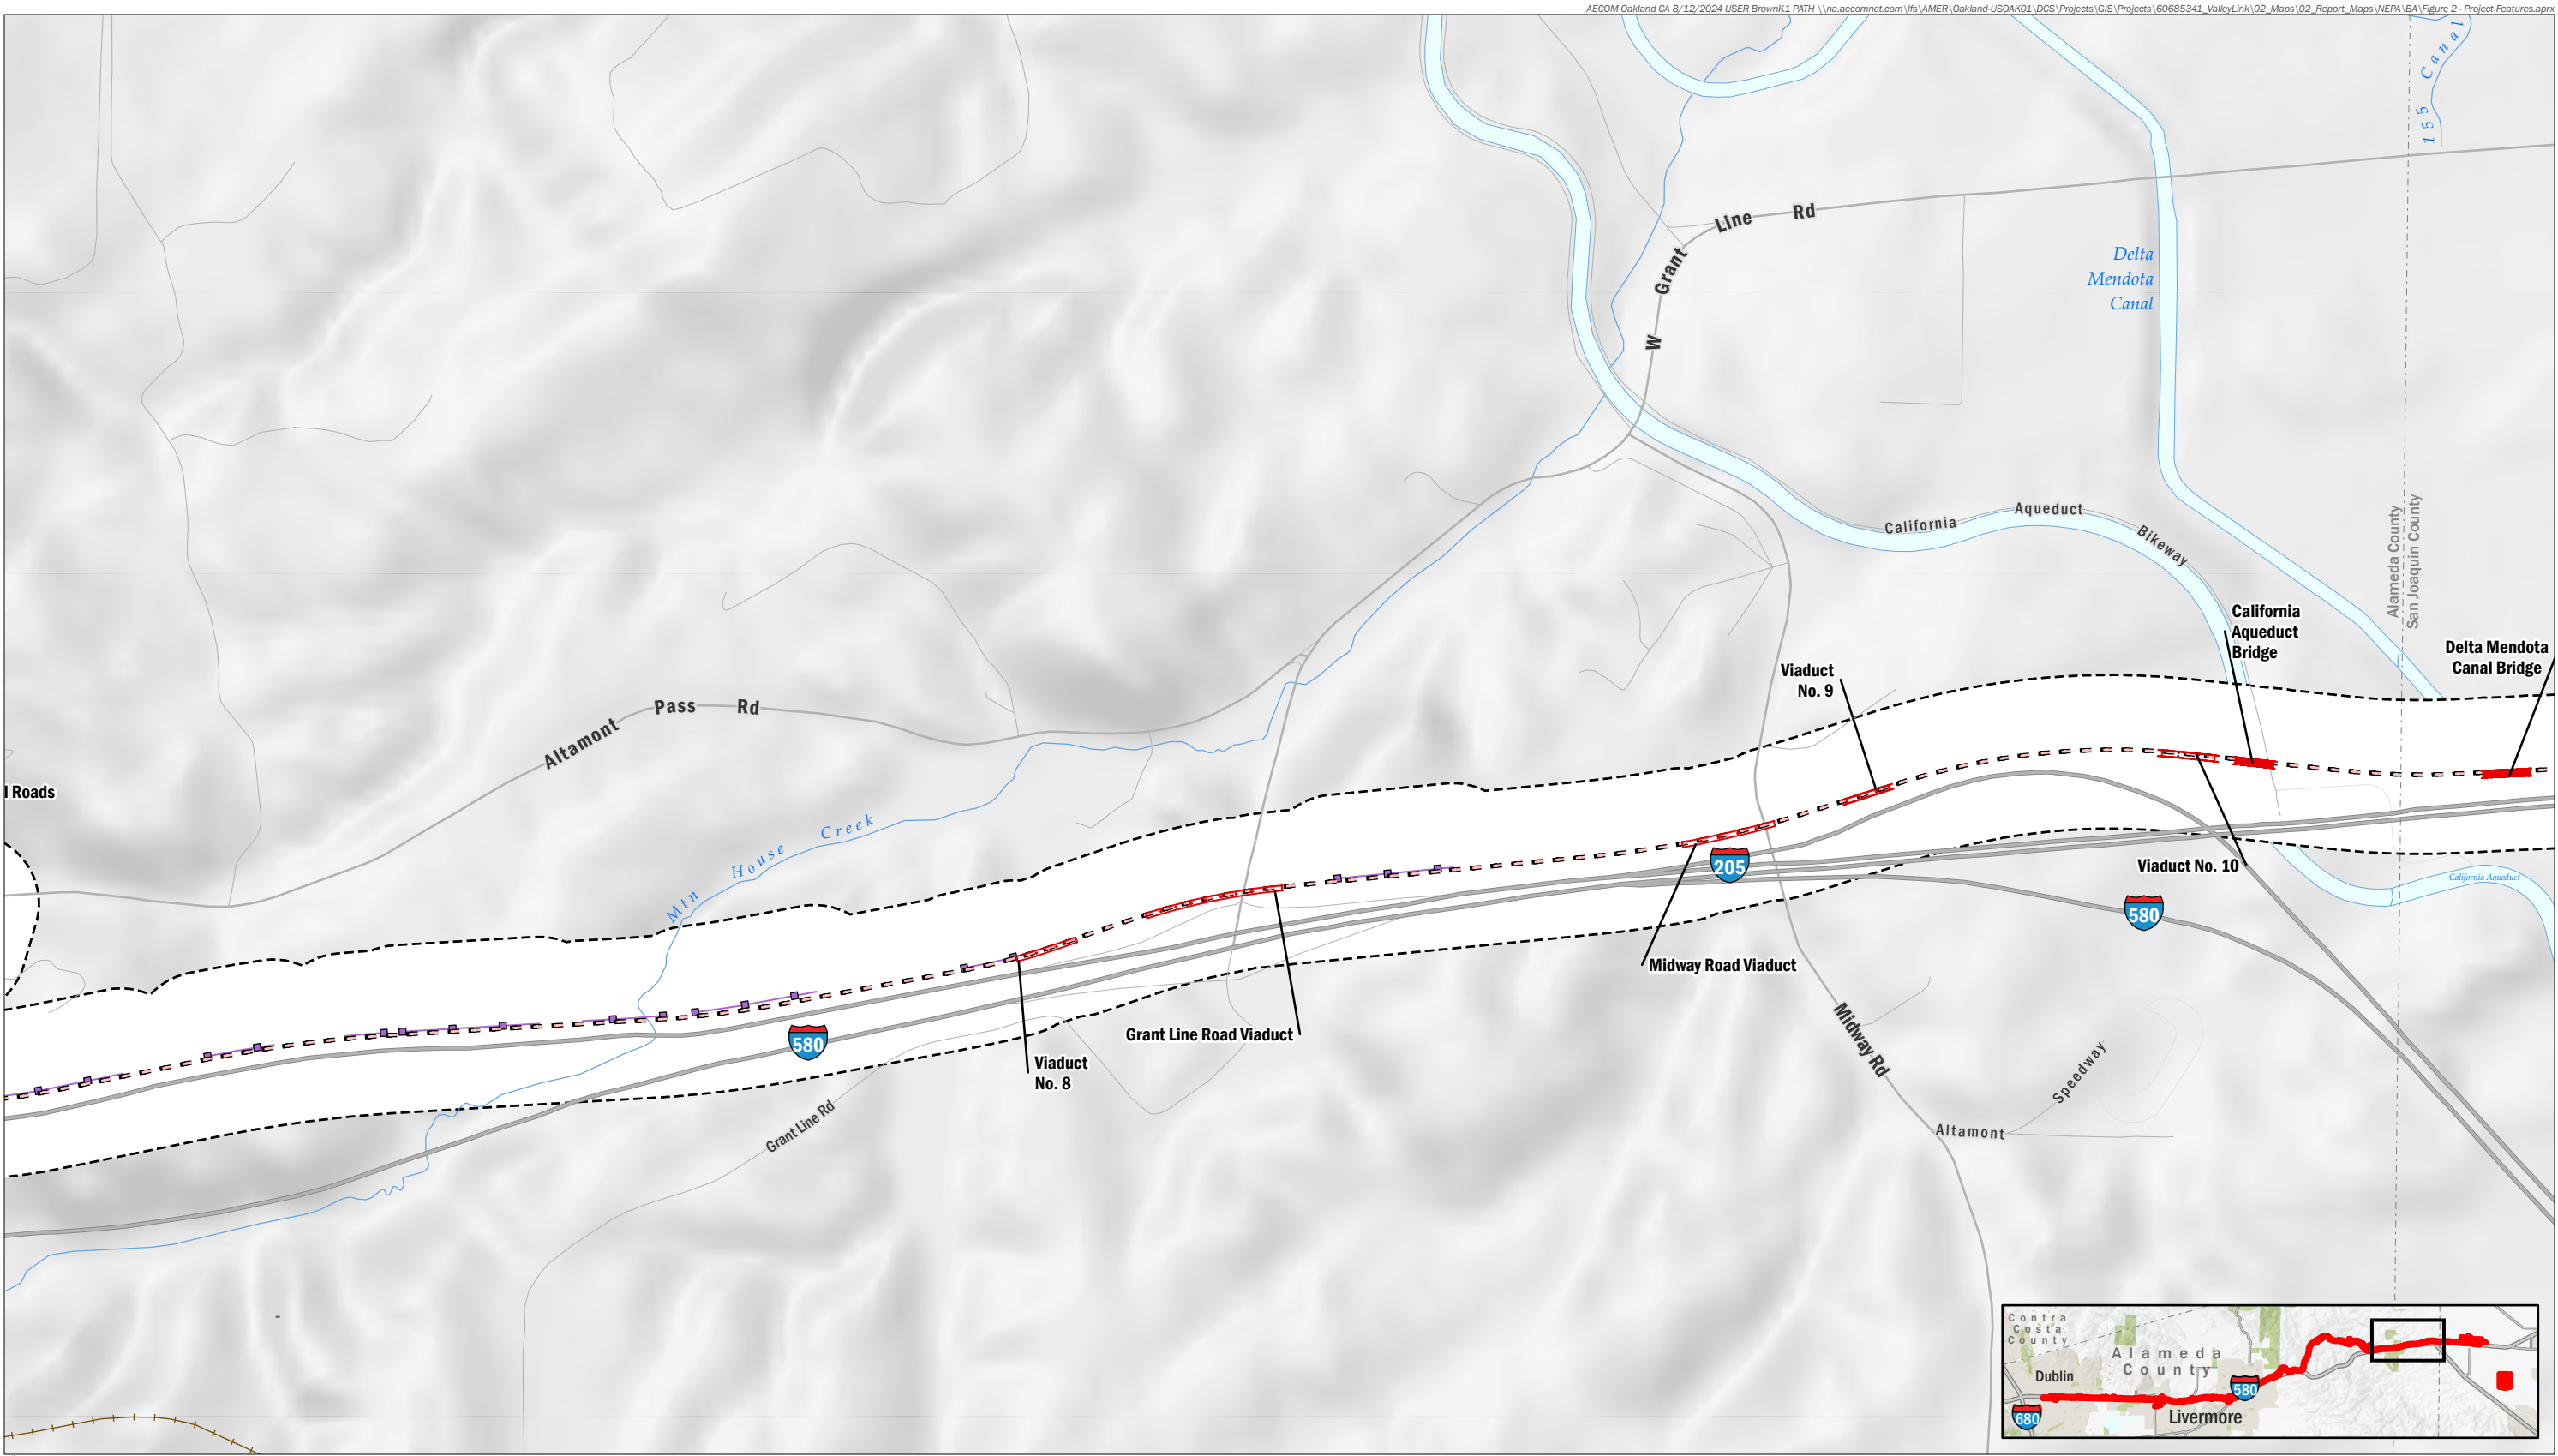 AECOM Oakland CA 8/12/2024 USER BrownK1 PATH \\na.aecomnet.com\lfs\AMER\Oakland-USOAK01\DCS\Projects\GIS\Projects\60685341_ValleyLink\02_Maps\02_Report_Maps\NEPA\BA\Figure 2 - Project Features.aprx
155 Canal
W Grant Line Rd
Delta
Mendota
Canal
California Aqueduct Bikeway
Alameda County
San Joaquin County
California
Aqueduct
Bridge
Delta Mendota
Canal Bridge
Viaduct
No. 9
Altamont Pass Rd
l Roads
Mtn House Creek
205
Viaduct No. 10
California Aqueduct
580
Midway Road Viaduct
Grant Line Road Viaduct
580
Viaduct
No. 8
Midway Rd
Grant Line Rd
Altamont Speedway
Contra
Costa
County
Alameda
County
Dublin
580
680
Livermore